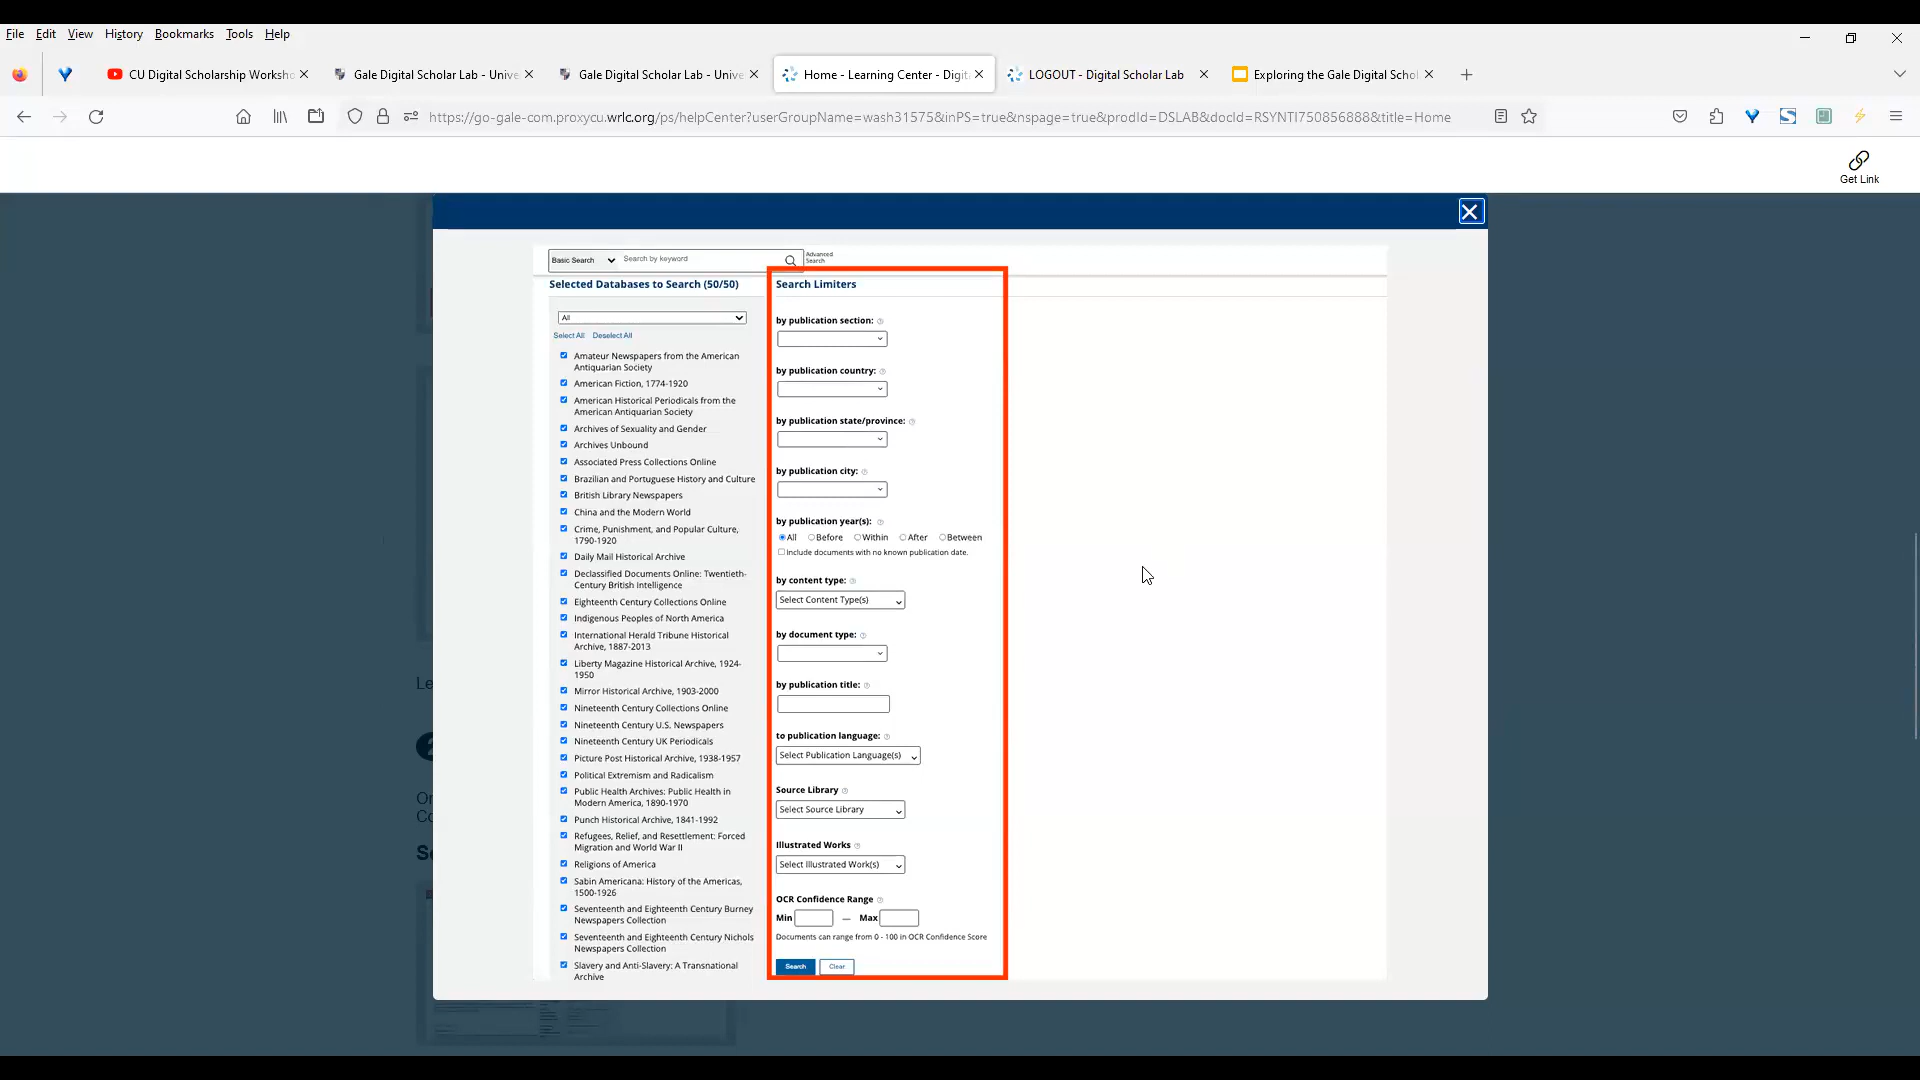 File Edit View History Bookmarks Tools Help
CU Digital Scholarship Worksho
Gale Digital Scholar Lab - Unive
Gale Digital Scholar Lab - Unive
Home - Learning Center - Digit
LOGOUT - Digital Scholar Lab
Exploring the Gale Digital Schol
https://go-gale-com.proxycu.wrlc.org/ps/helpCenter?userGroupName=wash31575&inPS=true&nspage=true&prodId=DSLAB&docId=RSYNTI750856888&title=Home
Get Link
Basic Search
Search by keyword
Advanced
Search
Selected Databases to Search (50/50)
All
Select All Deselect All
Amateur Newspapers from the American
Antiquarian Society
American Fiction, 1774-1920
American Historical Periodicals from the
American Antiquarian Society
Archives of Sexuality and Gender
Archives Unbound
Associated Press Collections Online
Brazilian and Portuguese History and Culture
British Library Newspapers
China and the Modern World
Crime, Punishment, and Popular Culture,
1790-1920
Daily Mail Historical Archive
Declassified Documents Online: Twentieth-
Century British Intelligence
Eighteenth Century Collections Online
Indigenous Peoples of North America
International Herald Tribune Historical
Archive, 1887-2013
Liberty Magazine Historical Archive, 1924-
1950
Mirror Historical Archive, 1903-2000
Nineteenth Century Collections Online
Nineteenth Century U.S. Newspapers
Nineteenth Century UK Periodicals
Picture Post Historical Archive, 1938-1957
Political Extremism and Radicalism
Public Health Archives: Public Health in
Modern America, 1890-1970
Punch Historical Archive, 1841-1992
Refugees, Relief, and Resettlement: Forced
Migration and World War II
Religions of America
Sabin Americana: History of the Americas,
1500-1926
Seventeenth and Eighteenth Century Burney
Newspapers Collection
Seventeenth and Eighteenth Century Nichols
Newspapers Collection
Slavery and Anti-Slavery: A Transnational
Archive
Search Limiters
by publication section:
by publication country:
by publication state/province:
by publication city:
by publication year(s):
All Before Within After Between
Include documents with no known publication date.
by content type:
Select Content Type(s)
by document type:
by publication title:
to publication language:
Select Publication Language(s)
Source Library
Select Source Library
Illustrated Works
Select Illustrated Work(s)
OCR Confidence Range
Min — Max
Documents can range from 0 - 100 in OCR Confidence Score
Search Clear